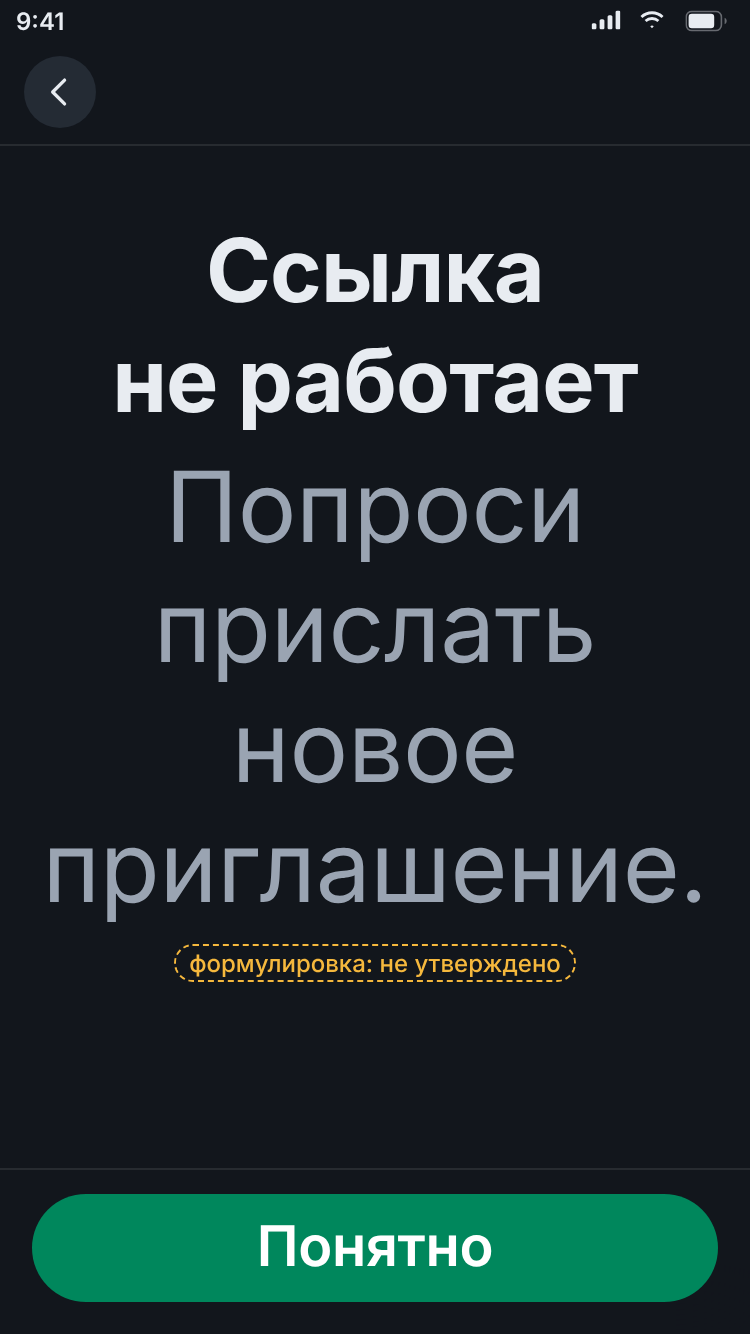 9:41
Ссылка
не работает
Попроси
прислать
новое
приглашение.
формулировка: не утверждено
Понятно